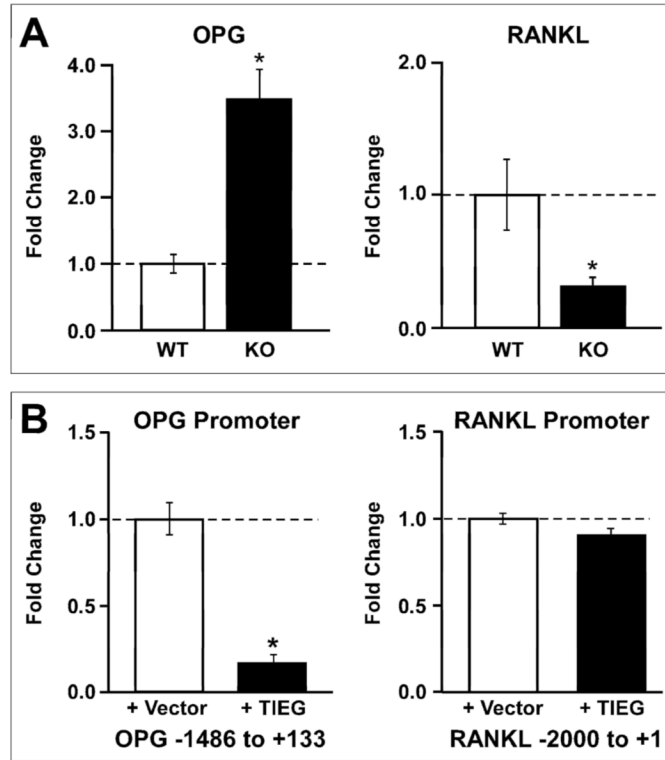 A
OPG
RANKL
Fold Change
4.0
3.0
2.0
1.0
0.0
*
WT
KO
Fold Change
2.0
1.0
0.0
*
WT
KO
B
OPG Promoter
RANKL Promoter
Fold Change
1.5
1.0
0.5
0.0
*
+ Vector
+ TIEG
OPG -1486 to +133
Fold Change
1.5
1.0
0.5
0.0
+ Vector
+ TIEG
RANKL -2000 to +1